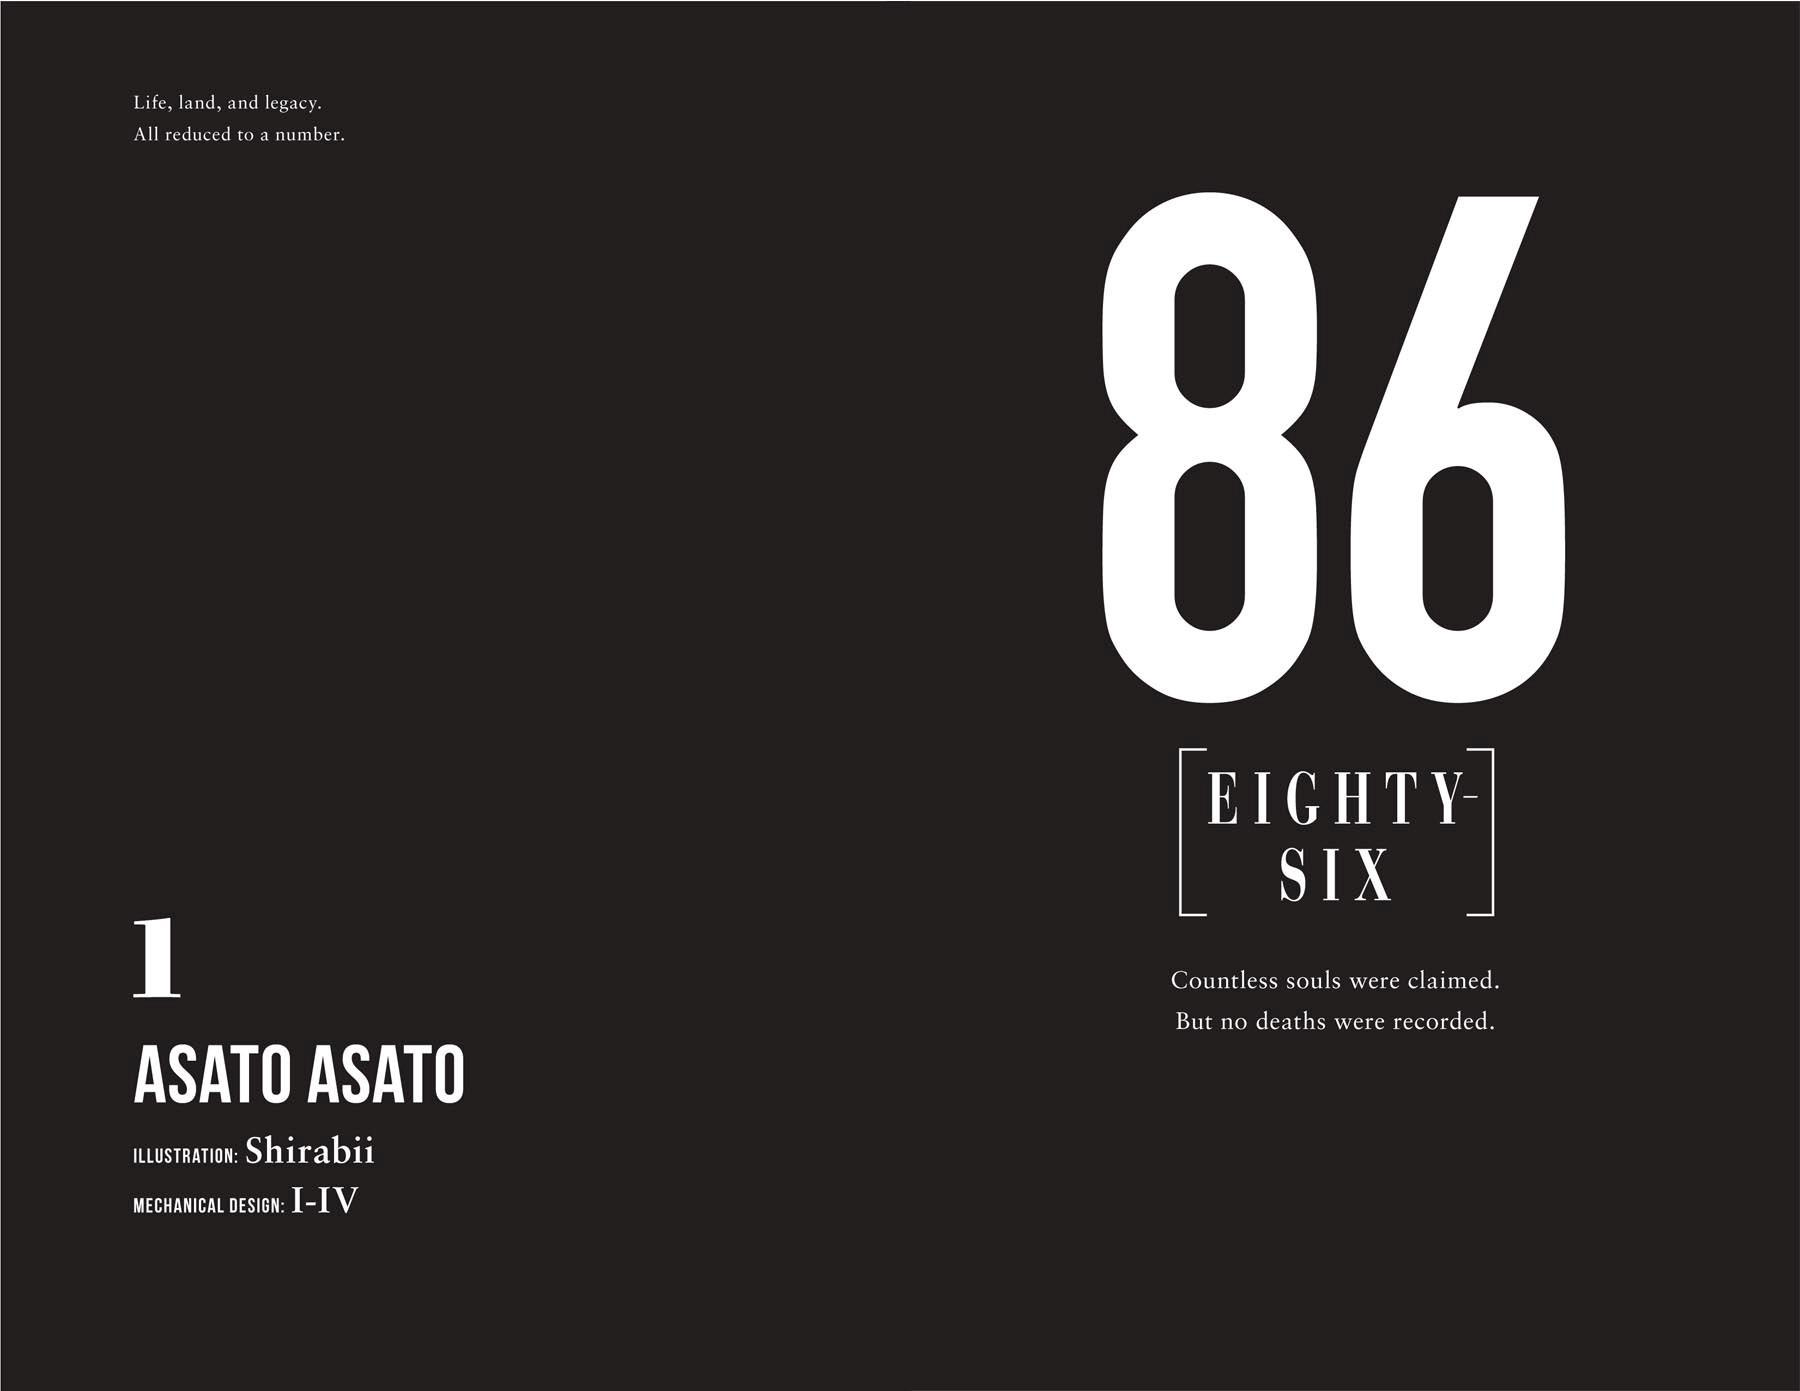 Life, land, and legacy.
All reduced to a number.
1
ASATO ASATO
ILLUSTRATION: Shirabii
MECHANICAL DESIGN: I-IV
86
EIGHTY-
SIX
Countless souls were claimed.
But no deaths were recorded.